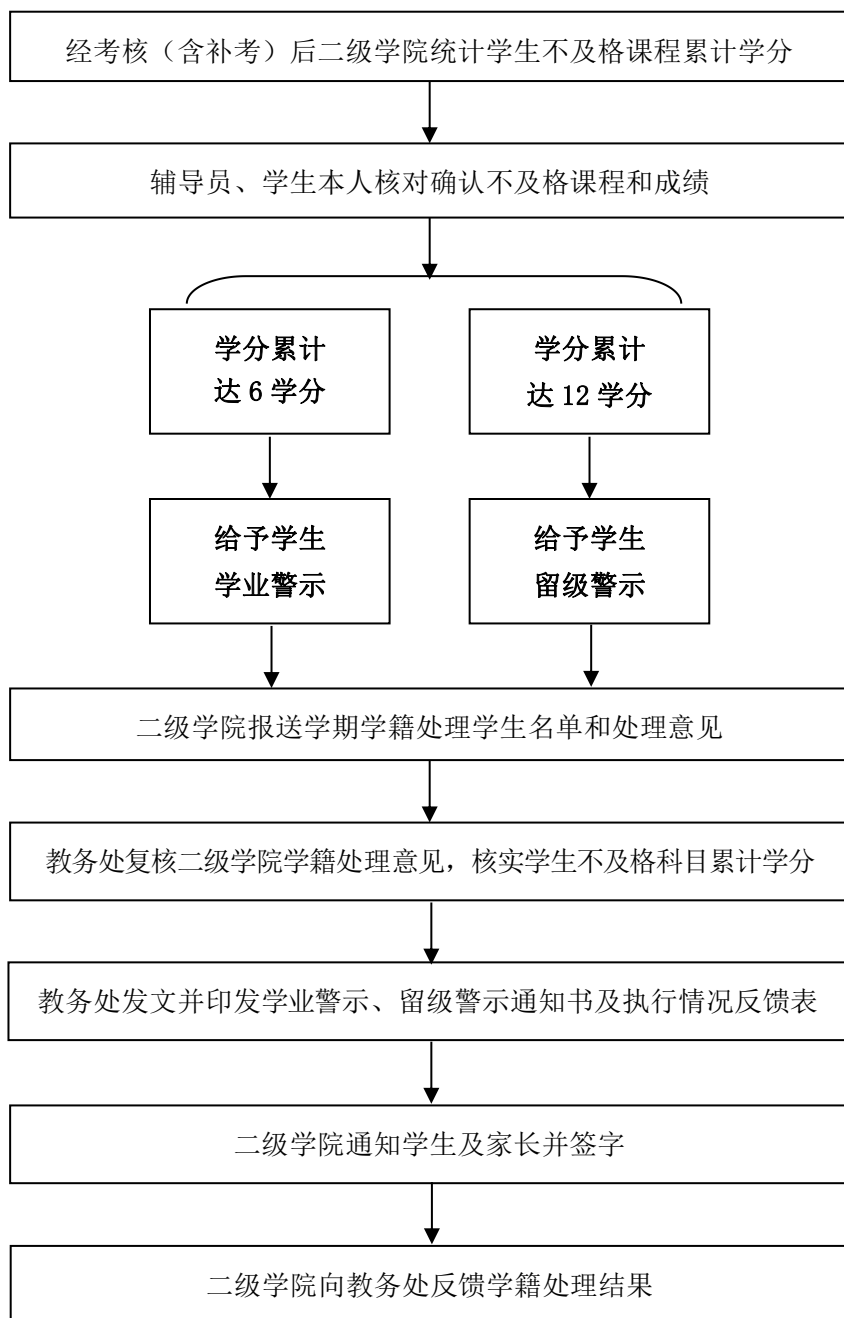 经考核（含补考）后二级学院统计学生不及格课程累计学分
辅导员、学生本人核对确认不及格课程和成绩
学分累计
达 6 学分
学分累计
达 12 学分
给予学生
学业警示
给予学生
留级警示
二级学院报送学期学籍处理学生名单和处理意见
教务处复核二级学院学籍处理意见，核实学生不及格科目累计学分
教务处发文并印发学业警示、留级警示通知书及执行情况反馈表
二级学院通知学生及家长并签字
二级学院向教务处反馈学籍处理结果